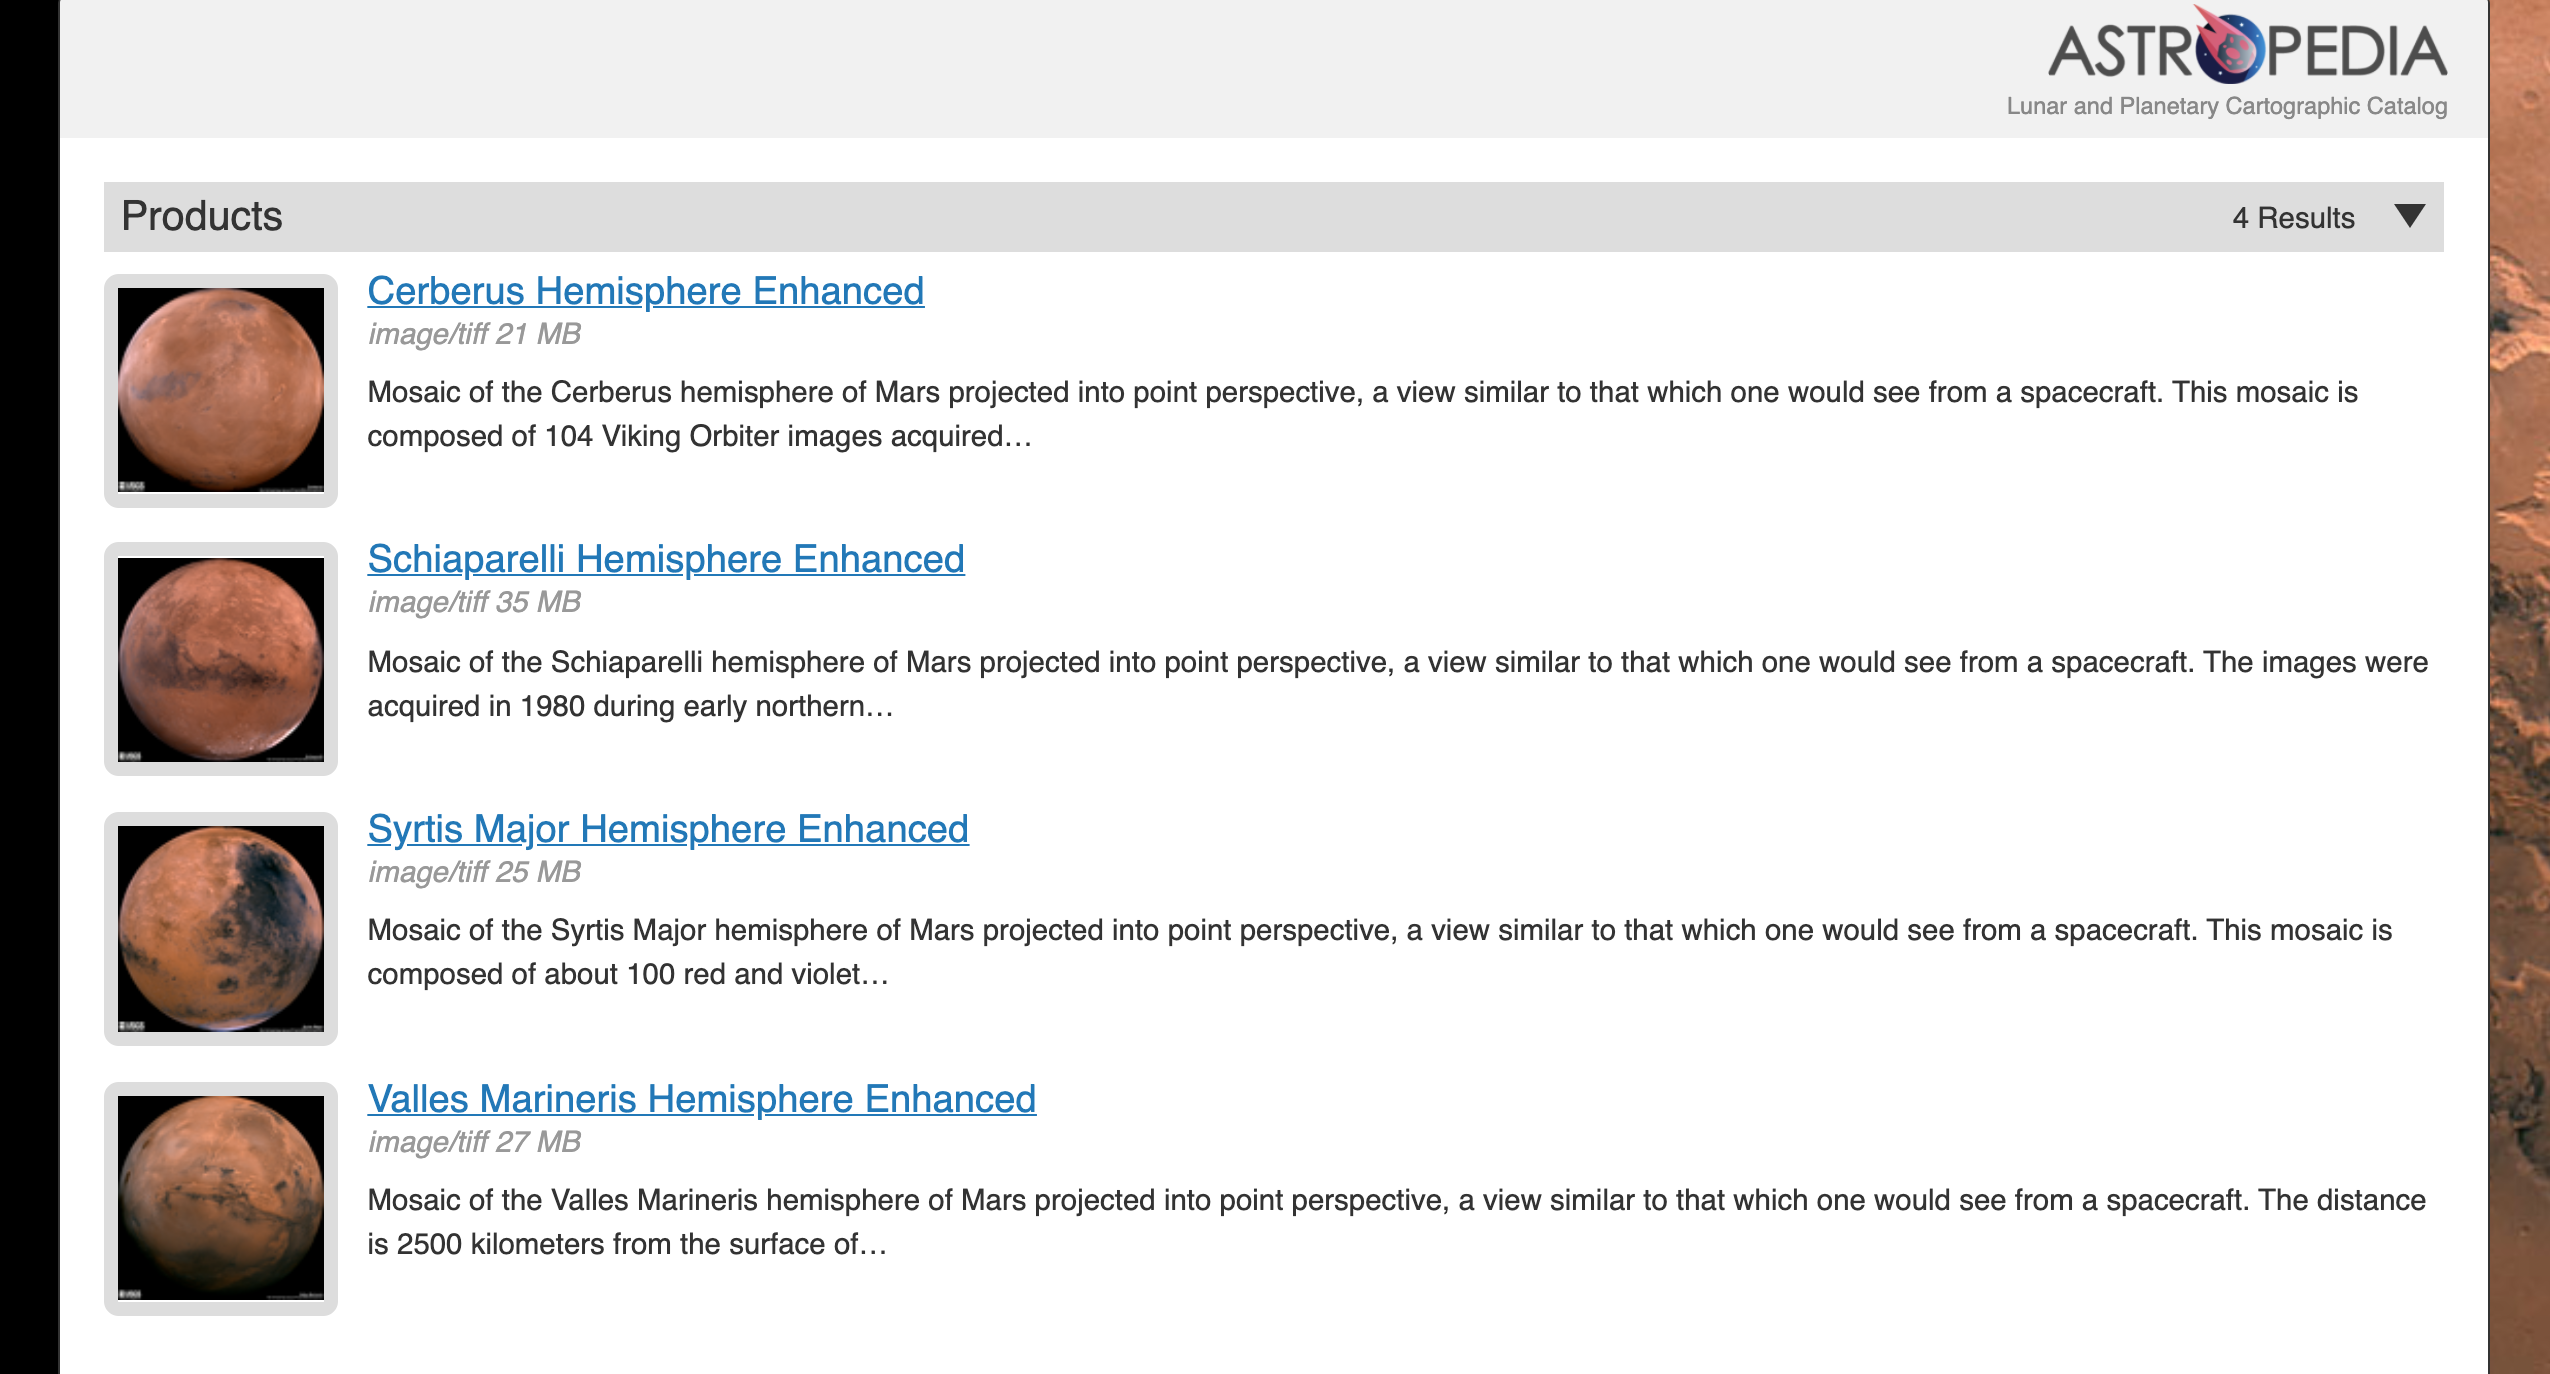 ASTROPEDIA
Lunar and Planetary Cartographic Catalog
Products
4 Results
Cerberus Hemisphere Enhanced
image/tiff 21 MB
Mosaic of the Cerberus hemisphere of Mars projected into point perspective, a view similar to that which one would see from a spacecraft. This mosaic is
composed of 104 Viking Orbiter images acquired…
Schiaparelli Hemisphere Enhanced
image/tiff 35 MB
Mosaic of the Schiaparelli hemisphere of Mars projected into point perspective, a view similar to that which one would see from a spacecraft. The images were
acquired in 1980 during early northern…
Syrtis Major Hemisphere Enhanced
image/tiff 25 MB
Mosaic of the Syrtis Major hemisphere of Mars projected into point perspective, a view similar to that which one would see from a spacecraft. This mosaic is
composed of about 100 red and violet…
Valles Marineris Hemisphere Enhanced
image/tiff 27 MB
Mosaic of the Valles Marineris hemisphere of Mars projected into point perspective, a view similar to that which one would see from a spacecraft. The distance
is 2500 kilometers from the surface of…